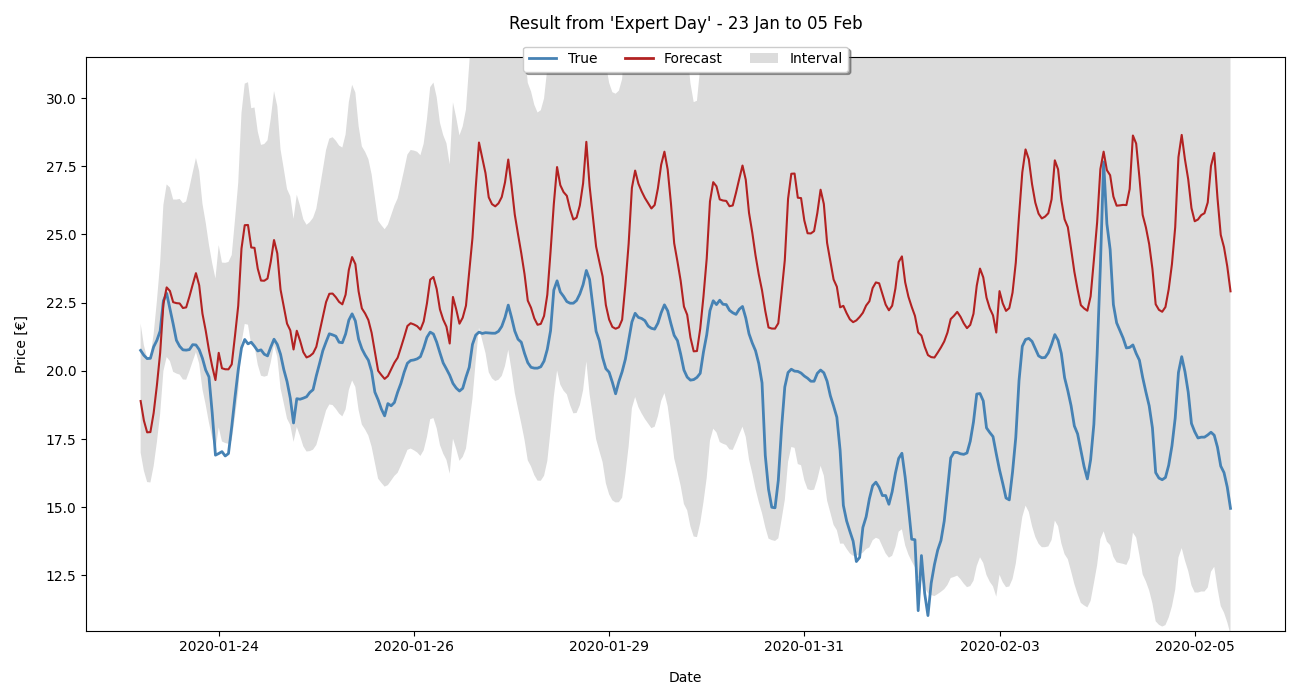 Result from 'Expert Day' - 23 Jan to 05 Feb
True Forecast Interval
30.0
27.5
25.0
22.5
20.0
17.5
15.0
12.5
Price [€]
2020-01-24 2020-01-26 2020-01-29 2020-01-31 2020-02-03 2020-02-05
Date